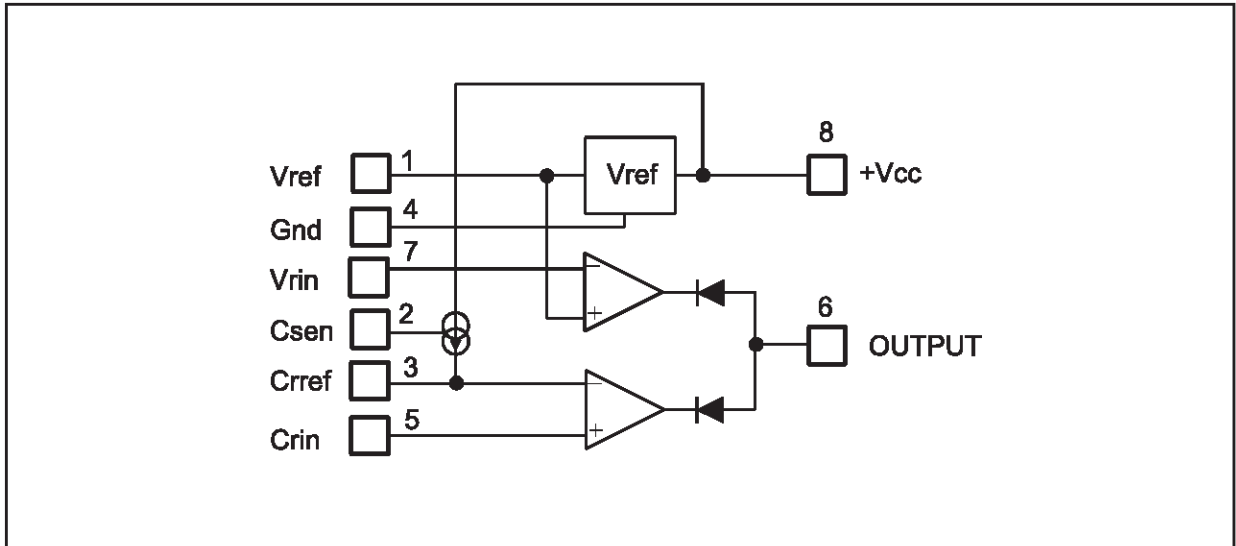 8
Vref 1 Vref +Vcc
Gnd 4
Vrin 7 −
Csen 2 + 6
OUTPUT
Crref 3 −
Crin 5 +